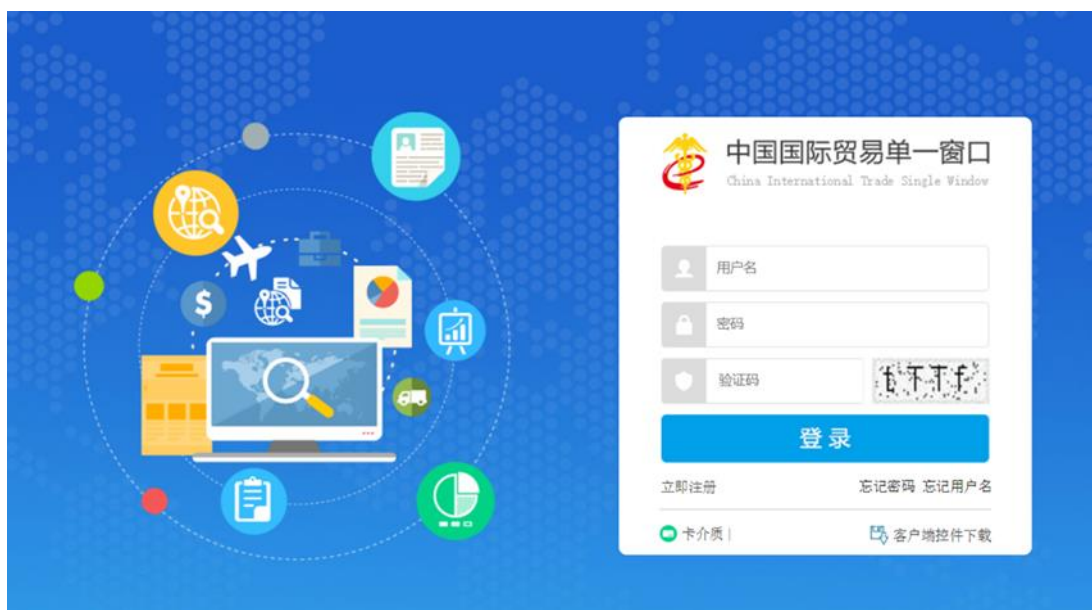 中国国际贸易单一窗口
China International Trade Single Window
用户名
密码
验证码
登录
立即注册 忘记密码 忘记用户名
卡介质 | 客户端控件下载
$